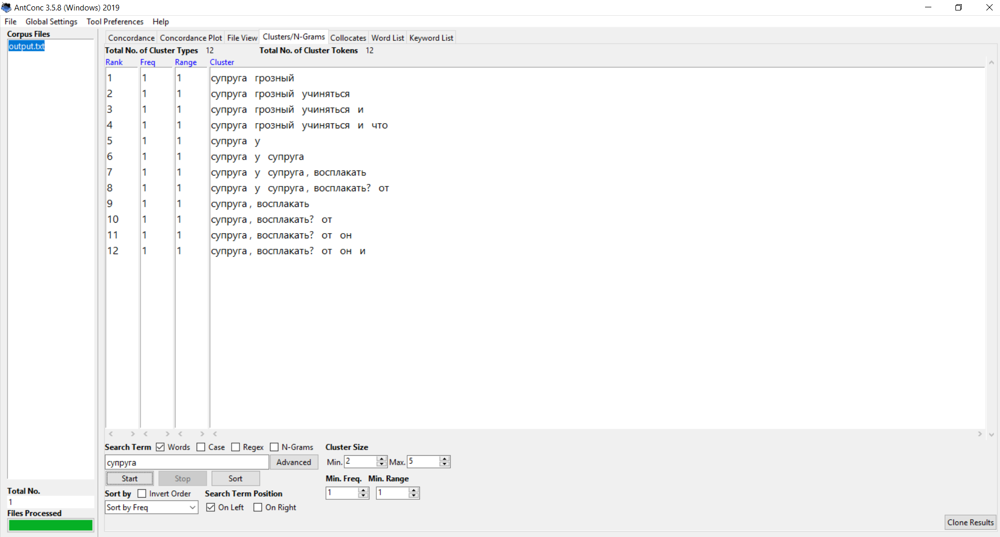 AntConc 3.5.8 (Windows) 2019
File Global Settings Tool Preferences Help
Corpus Files
output.txt
Concordance Concordance Plot File View Clusters/N-Grams Collocates Word List Keyword List
Total No. of Cluster Types 12 Total No. of Cluster Tokens 12
Rank Freq Range Cluster
1 1 1 супруга грозный
2 1 1 супруга грозный учиняться
3 1 1 супруга грозный учиняться и
4 1 1 супруга грозный учиняться и что
5 1 1 супруга у
6 1 1 супруга у супруга
7 1 1 супруга у супруга , восплакать
8 1 1 супруга у супруга , восплакать? от
9 1 1 супруга , восплакать
10 1 1 супруга , восплакать? от
11 1 1 супруга , восплакать? от он
12 1 1 супруга , восплакать? от он и
Search Term Words Case Regex N-Grams Cluster Size
супруга Advanced Min. 2 Max. 5
Start Stop Sort Min. Freq. Min. Range
1 1
Sort by Invert Order Search Term Position
Sort by Freq On Left On Right
Total No.
1
Files Processed
Clone Results